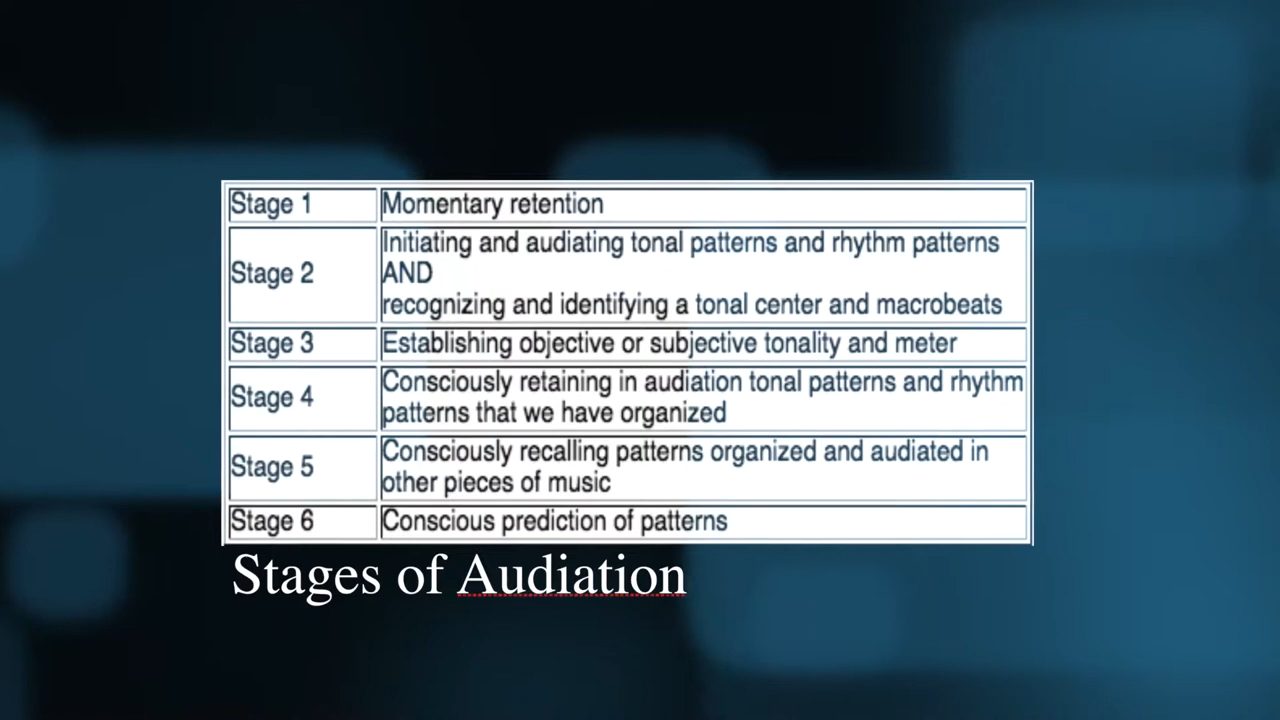 Stage 1 Momentary retention
Initiating and audiating tonal patterns and rhythm patterns
Stage 2 AND
recognizing and identifying a tonal center and macrobeats
Stage 3 Establishing objective or subjective tonality and meter
Stage 4 Consciously retaining in audiation tonal patterns and rhythm
patterns that we have organized
Stage 5 Consciously recalling patterns organized and audiated in
other pieces of music
Stage 6 Conscious prediction of patterns
Stages of Audiation